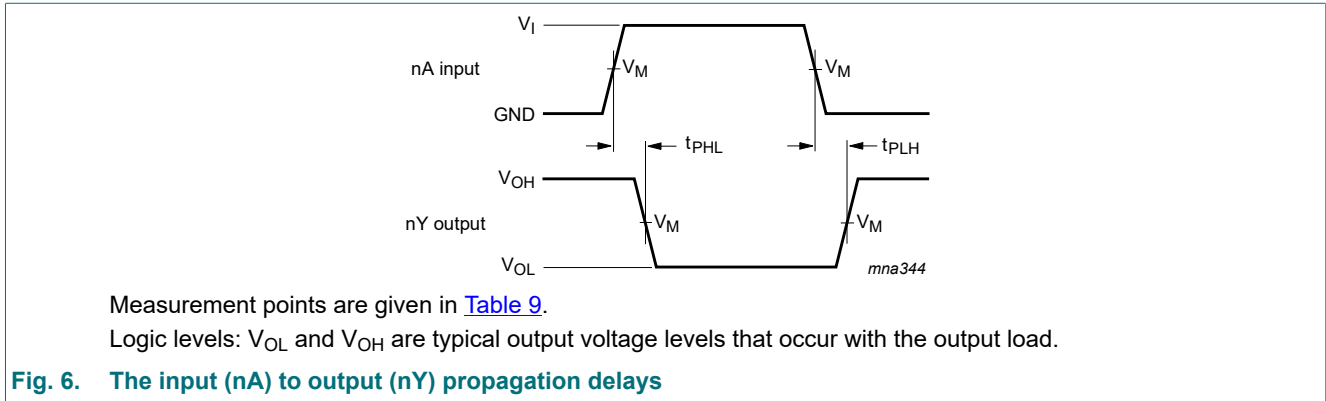 V_I
nA input V_M V_M
GND
t_PHL t_PLH
V_OH
nY output V_M V_M
V_OL
mna344
Measurement points are given in Table 9.
Logic levels: V_OL and V_OH are typical output voltage levels that occur with the output load.
Fig. 6. The input (nA) to output (nY) propagation delays